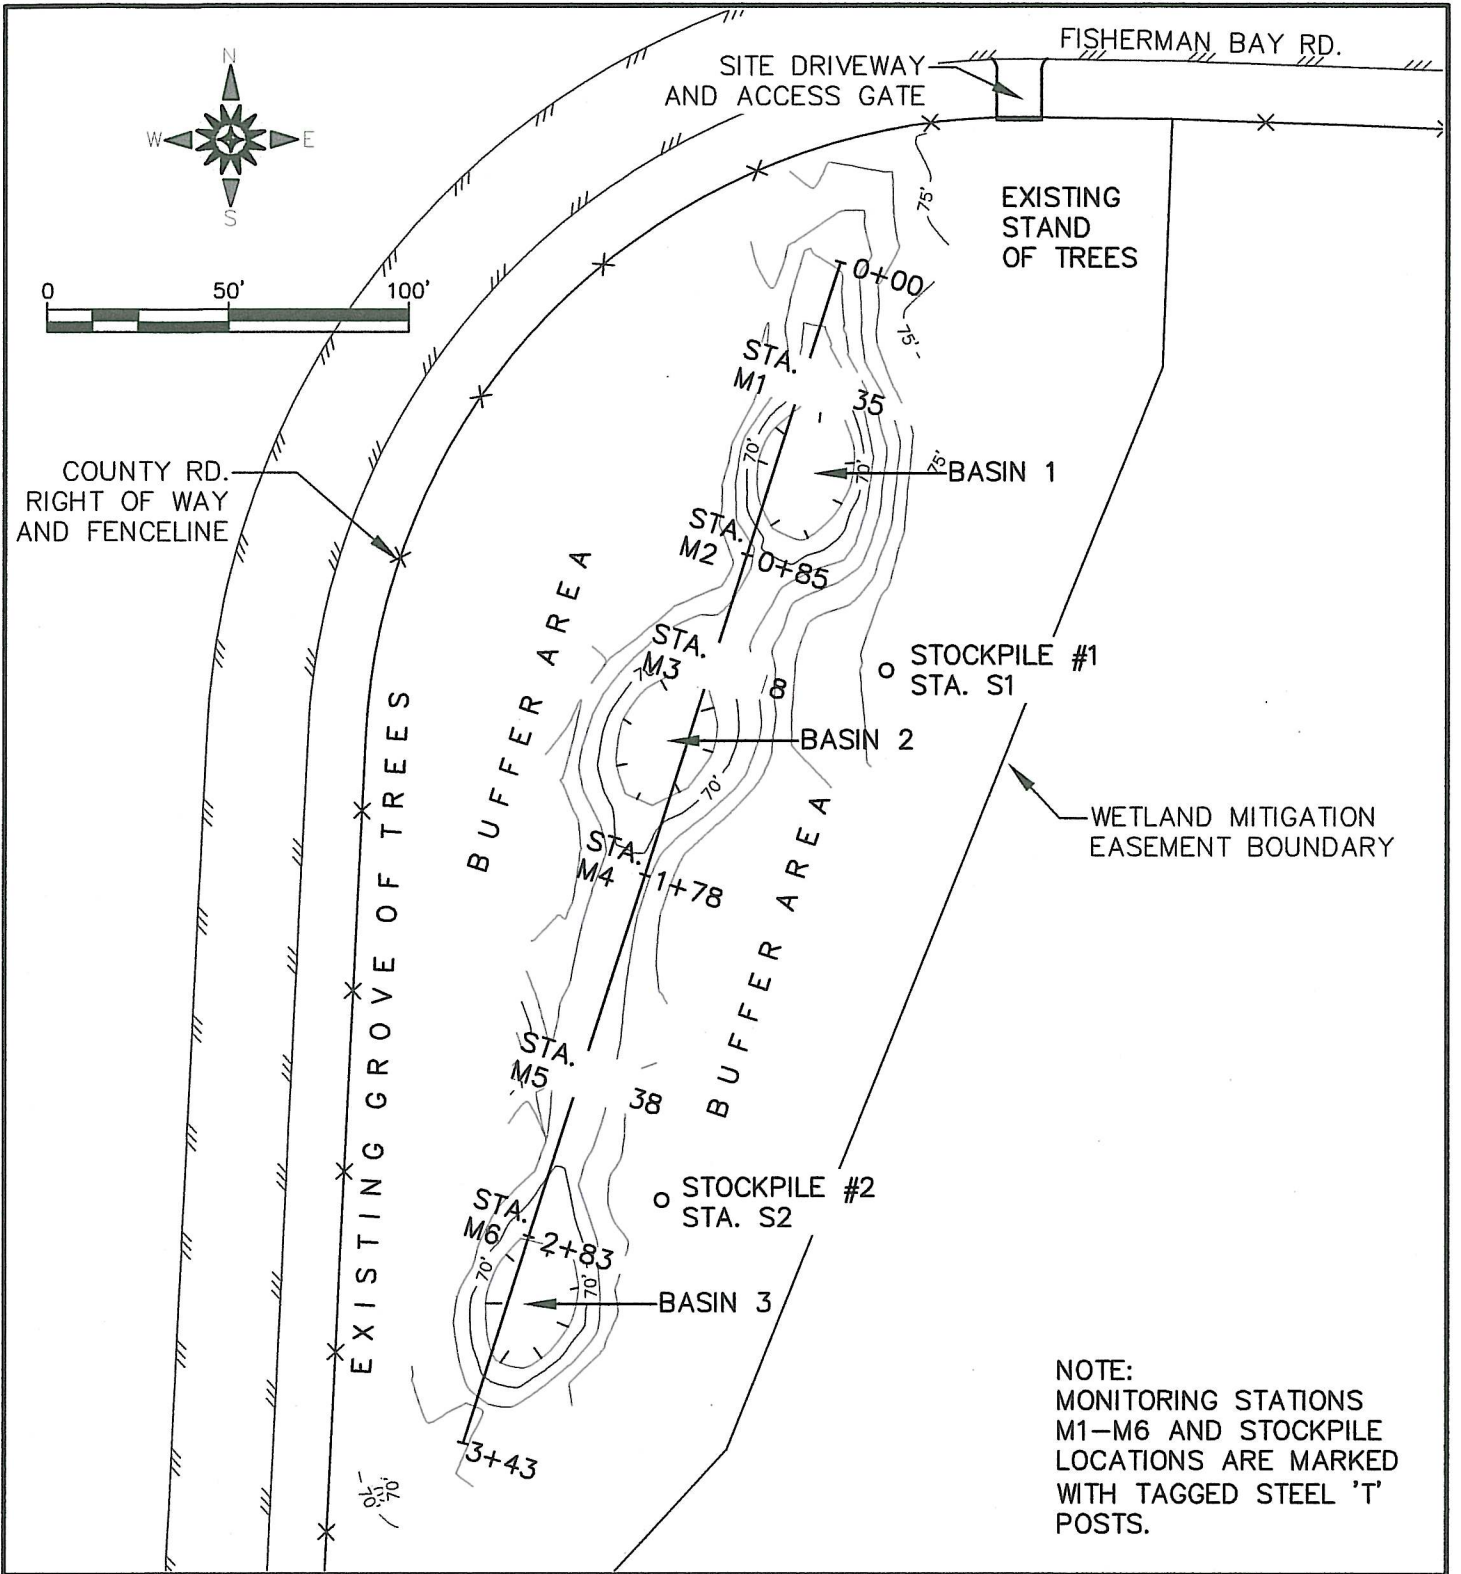 FISHERMAN BAY RD.
SITE DRIVEWAY
AND ACCESS GATE
N
W
E
S
0 50' 100'
EXISTING
STAND
OF TREES
75'
0+00
75'
STA.
M1
35
COUNTY RD.
RIGHT OF WAY
AND FENCELINE
70'
70'
75'
BASIN 1
STA.
M2
0+85
BUFFER AREA
STA.
M3
STOCKPILE #1
STA. S1
BASIN 2
70'
WETLAND MITIGATION
EASEMENT BOUNDARY
STA.
M4
1+78
EXISTING GROVE OF TREES
BUFFER AREA
STA.
M5
38
STOCKPILE #2
STA. S2
STA.
M6
2+83
70'
70'
BASIN 3
3+43
70'
NOTE:
MONITORING STATIONS
M1-M6 AND STOCKPILE
LOCATIONS ARE MARKED
WITH TAGGED STEEL 'T'
POSTS.